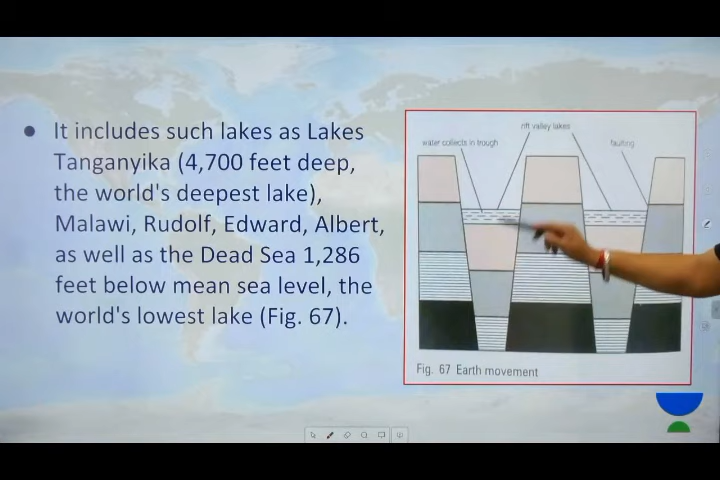 It includes such lakes as Lakes
Tanganyika (4,700 feet deep,
the world's deepest lake),
Malawi, Rudolf, Edward, Albert,
as well as the Dead Sea 1,286
feet below mean sea level, the
world's lowest lake (Fig. 67).
rift valley lakes
water collects in trough
faulting
Fig. 67 Earth movement